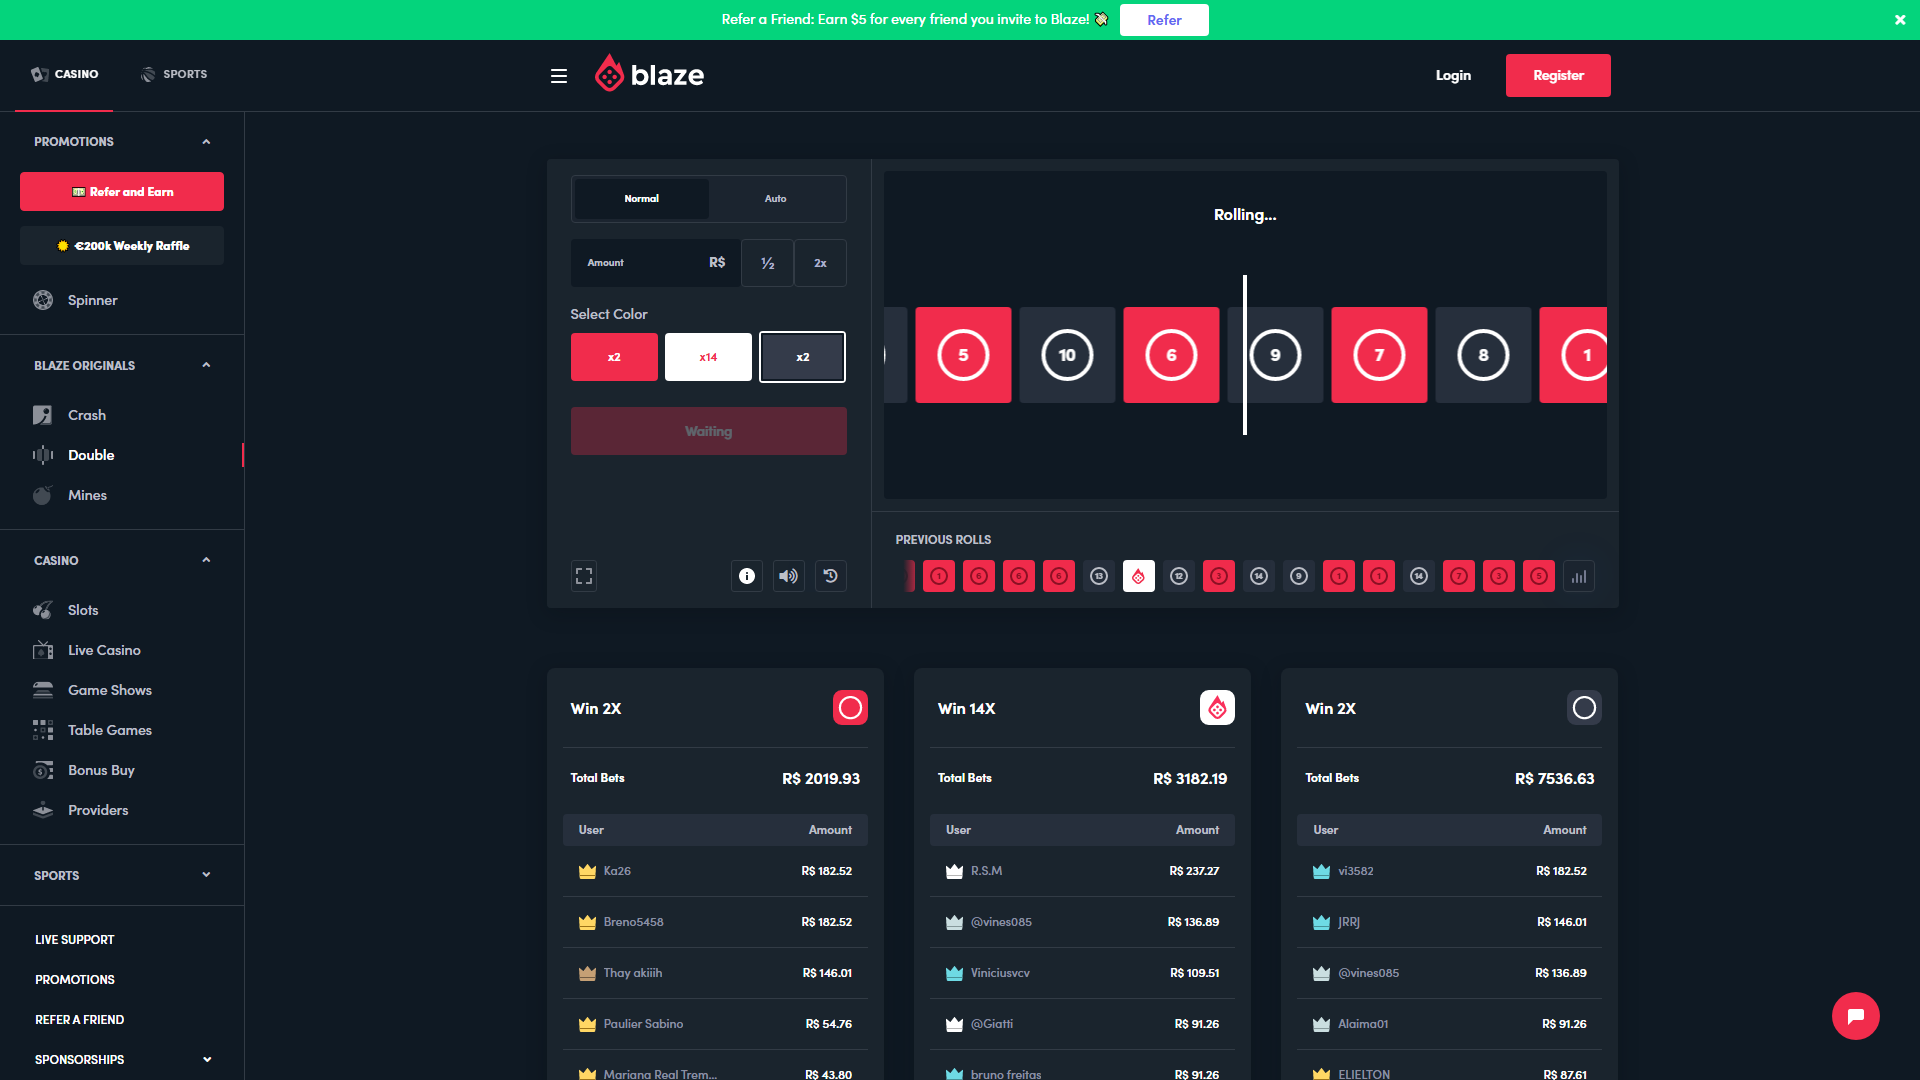 Refer a Friend: Earn $5 for every friend you invite to Blaze! 💸 Refer
CASINO SPORTS
blaze
Login Register
PROMOTIONS
💵 Refer and Earn
€200k Weekly Raffle
Spinner
BLAZE ORIGINALS
Crash
Double
Mines
CASINO
Slots
Live Casino
Game Shows
Table Games
Bonus Buy
Providers
SPORTS
LIVE SUPPORT
PROMOTIONS
REFER A FRIEND
SPONSORSHIPS
Normal Auto
Amount R$ ½ 2x
Select Color
x2 x14 x2
Waiting
Rolling...
5 10 6 9 7 8 1
PREVIOUS ROLLS
1 6 6 6 13 12 3 14 9 1 1 14 7 3 5
Win 2X
Total Bets R$ 2019.93
User Amount
Ka26 R$ 182.52
Breno5458 R$ 182.52
Thay akiiih R$ 146.01
Paulier Sabino R$ 54.76
Mariana Real Trem... R$ 43.80
Win 14X
Total Bets R$ 3182.19
User Amount
R.S.M R$ 237.27
@vines085 R$ 136.89
Viniciusvcv R$ 109.51
@Giatti R$ 91.26
bruno freitas R$ 91.26
Win 2X
Total Bets R$ 7536.63
User Amount
vi3582 R$ 182.52
JRRJ R$ 146.01
@vines085 R$ 136.89
Alaima01 R$ 91.26
ELIELTON R$ 87.61